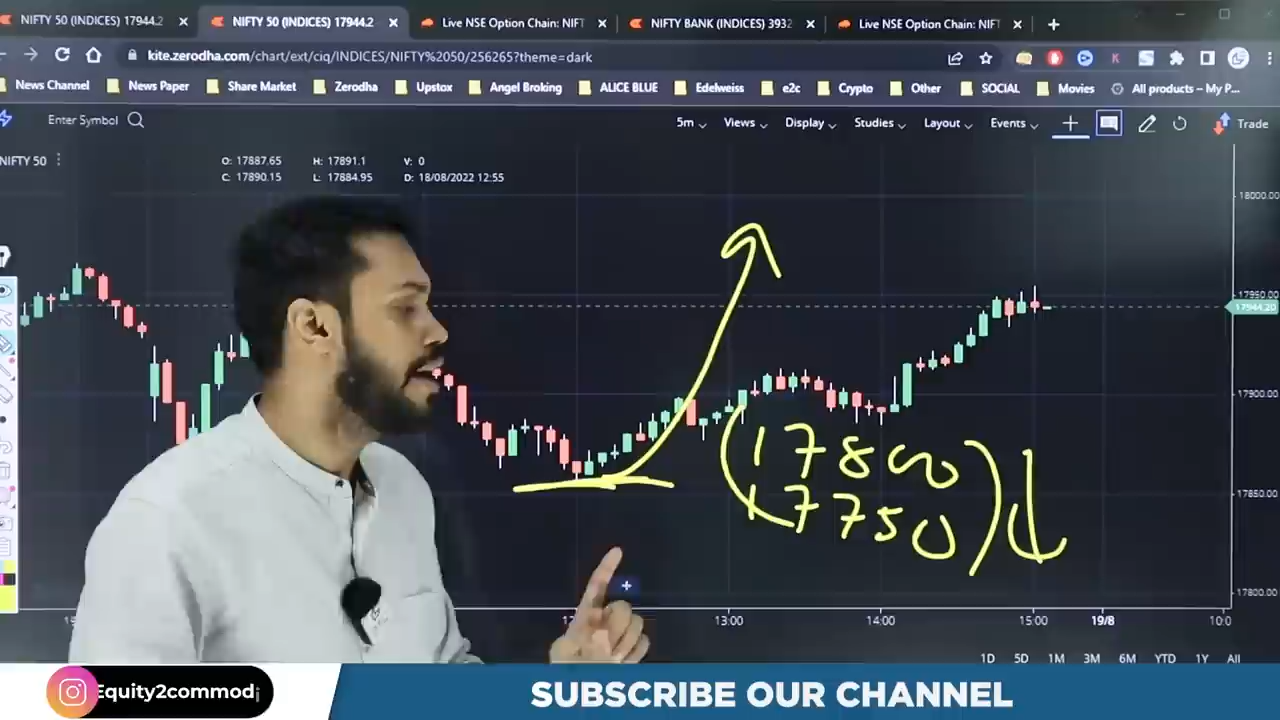 NIFTY 50 (INDICES) 17944.2
NIFTY 50 (INDICES) 17944.2
Live NSE Option Chain: NIFT
NIFTY BANK (INDICES) 3932
Live NSE Option Chain: NIFT
kite.zerodha.com/chart/ext/ciq/INDICES/NIFTY%2050/256265?theme=dark
News Channel
News Paper
Share Market
Zerodha
Upstox
Angel Broking
ALICE BLUE
Edelweiss
e2c
Crypto
Other
SOCIAL
Movies
All products – My P...
Enter Symbol
5m
Views
Display
Studies
Layout
Events
Trade
NIFTY 50
O: 17887.65
H: 17891.1
V: 0
C: 17890.15
L: 17884.95
D: 18/08/2022 12:55
18000.00
17950.00
17944.20
17900.00
17850.00
17800.00
17800
17750
13:00
14:00
15:00
19/8
10:0
1D
5D
1M
3M
6M
YTD
1Y
All
Equity2commod
SUBSCRIBE OUR CHANNEL